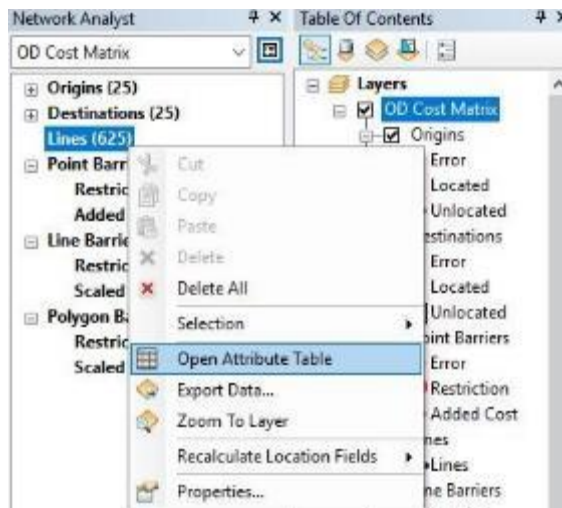 Network Analyst
OD Cost Matrix
Origins (25)
Destinations (25)
Lines (625)
Point Barr
Restric
Added
Line Barrie
Restric
Scaled
Polygon Ba
Restric
Scaled
Cut
Copy
Paste
Delete
Delete All
Selection
Open Attribute Table
Export Data...
Zoom To Layer
Recalculate Location Fields
Properties...
Table Of Contents
Layers
OD Cost Matrix
Origins
Error
Located
Unlocated
estinations
Error
Located
Unlocated
oint Barriers
Error
Restriction
Added Cost
nes
Lines
ne Barriers